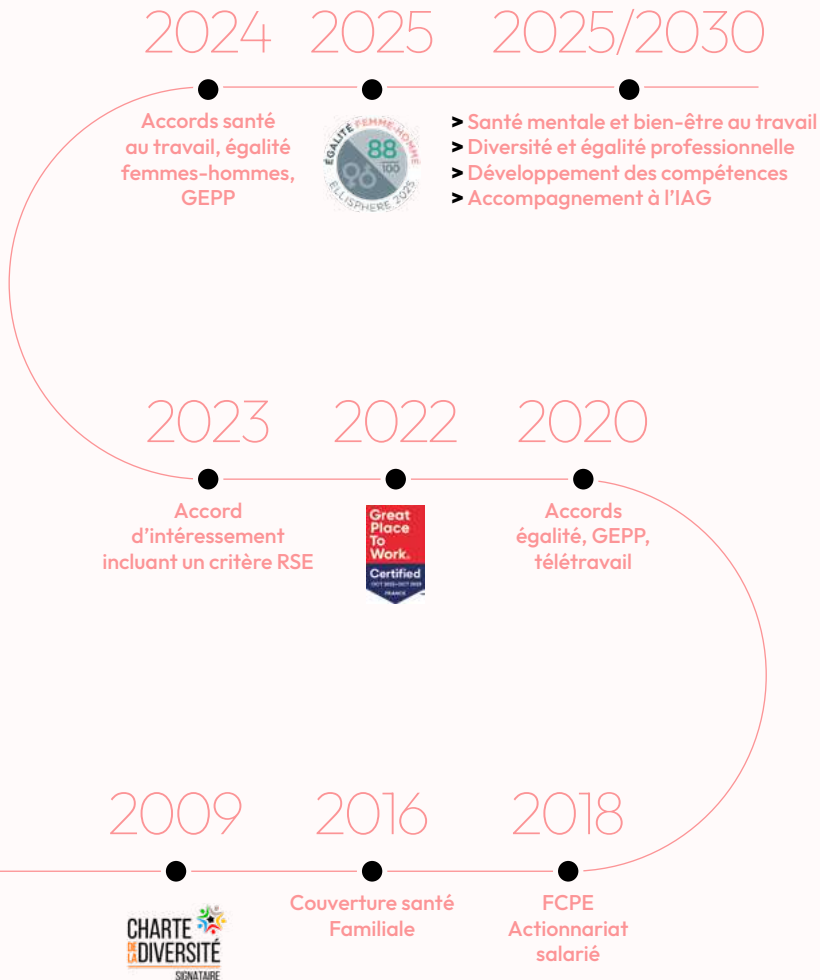 2024 2025 2025/2030
Accords santé
au travail, égalité
femmes-hommes,
GEPP
ÉGALITÉ FEMME-HOMME
88
100
ELLISPHERE 2025
> Santé mentale et bien-être au travail
> Diversité et égalité professionnelle
> Développement des compétences
> Accompagnement à l’IAG
2023 2022 2020
Accord
d’intéressement
incluant un critère RSE
Great
Place
To
Work.
Certified
FRANCE
Accords
égalité, GEPP,
télétravail
2009 2016 2018
CHARTE
DE LA DIVERSITÉ
SIGNATAIRE
Couverture santé
Familiale
FCPE
Actionnariat
salarié